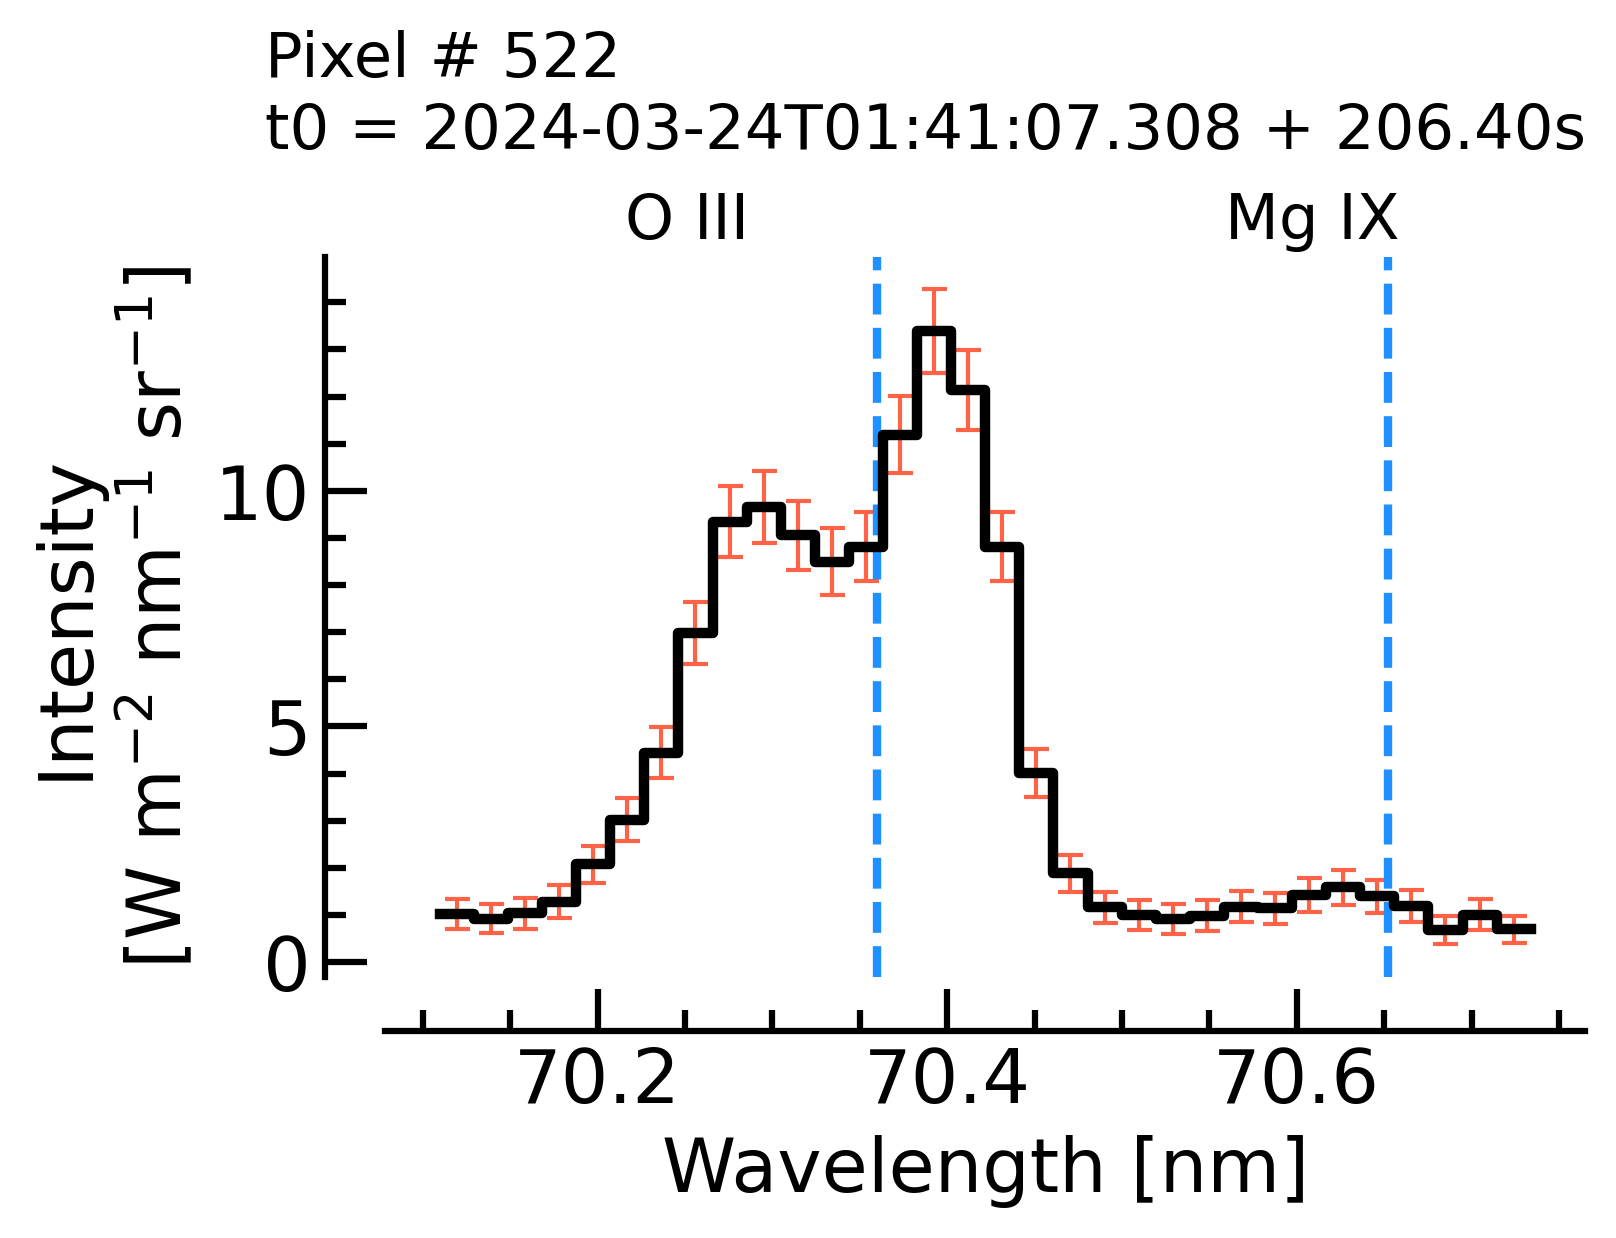 Pixel # 522
t0 = 2024-03-24T01:41:07.308 + 206.40s
O III
Mg IX
Intensity
[W m⁻² nm⁻¹ sr⁻¹]
10
5
0
70.2
70.4
70.6
Wavelength [nm]